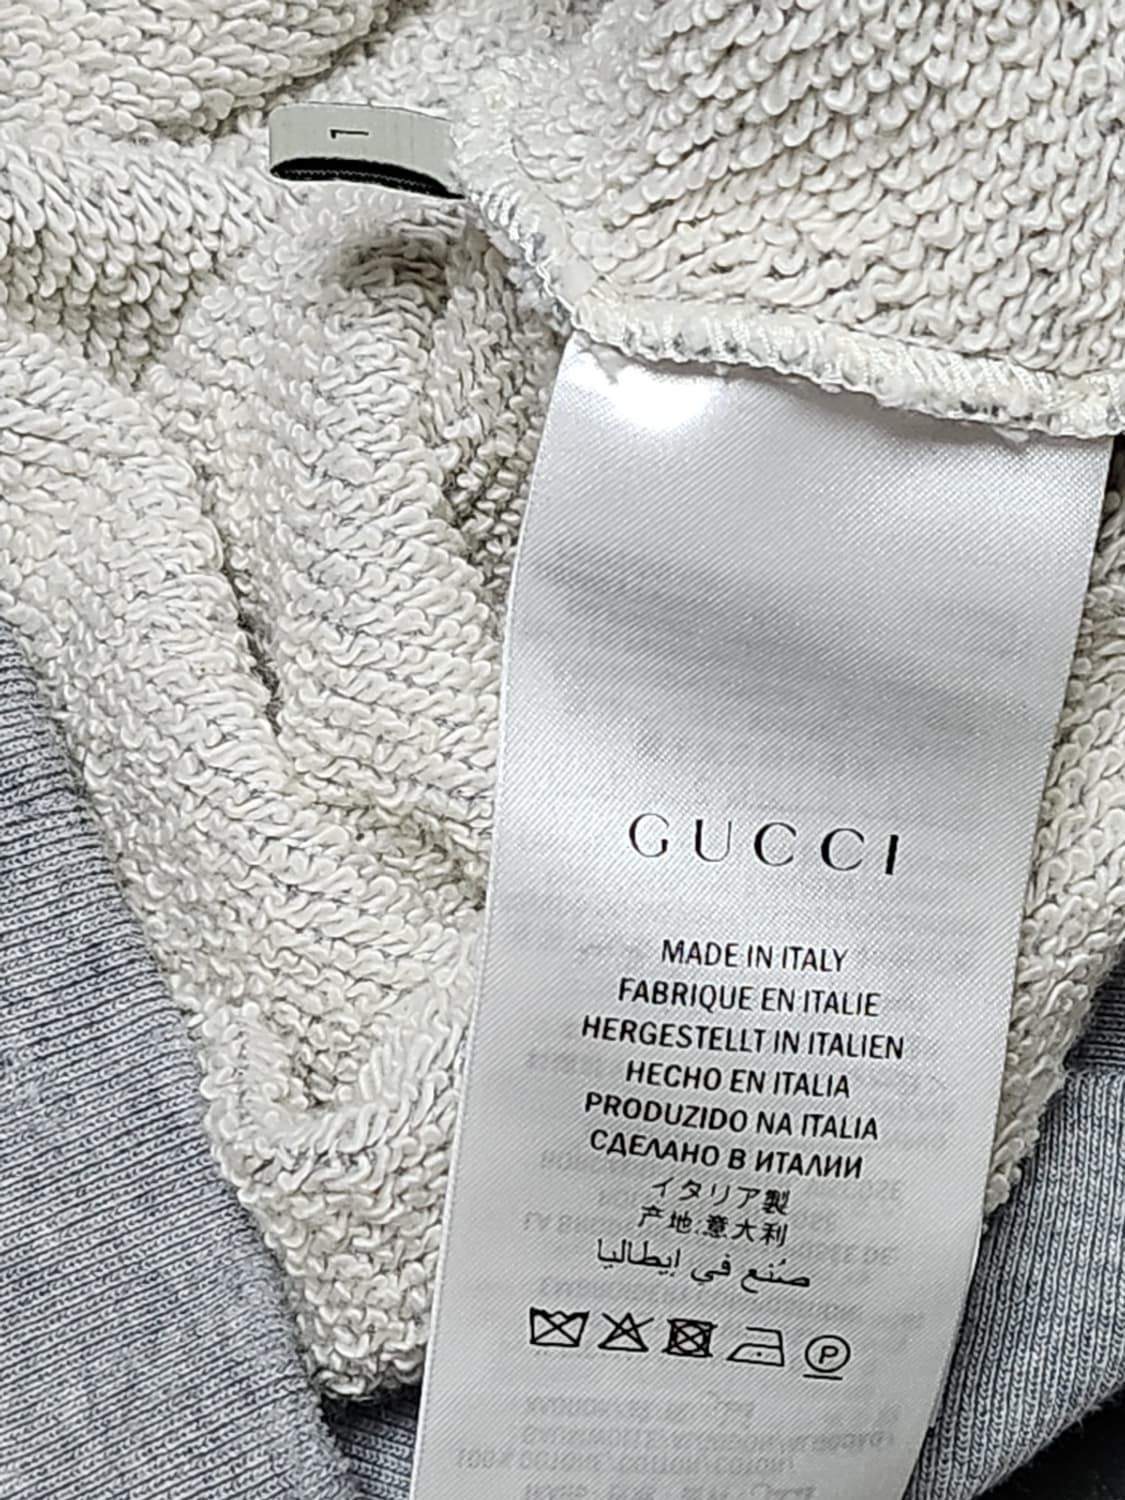 L
GUCCI
MADE IN ITALY
FABRIQUE EN ITALIE
HERGESTELLT IN ITALIEN
HECHO EN ITALIA
PRODUZIDO NA ITALIA
СДЕЛАНО В ИТАЛИИ
イタリア製
产地:意大利
صُنع في إيطاليا
P